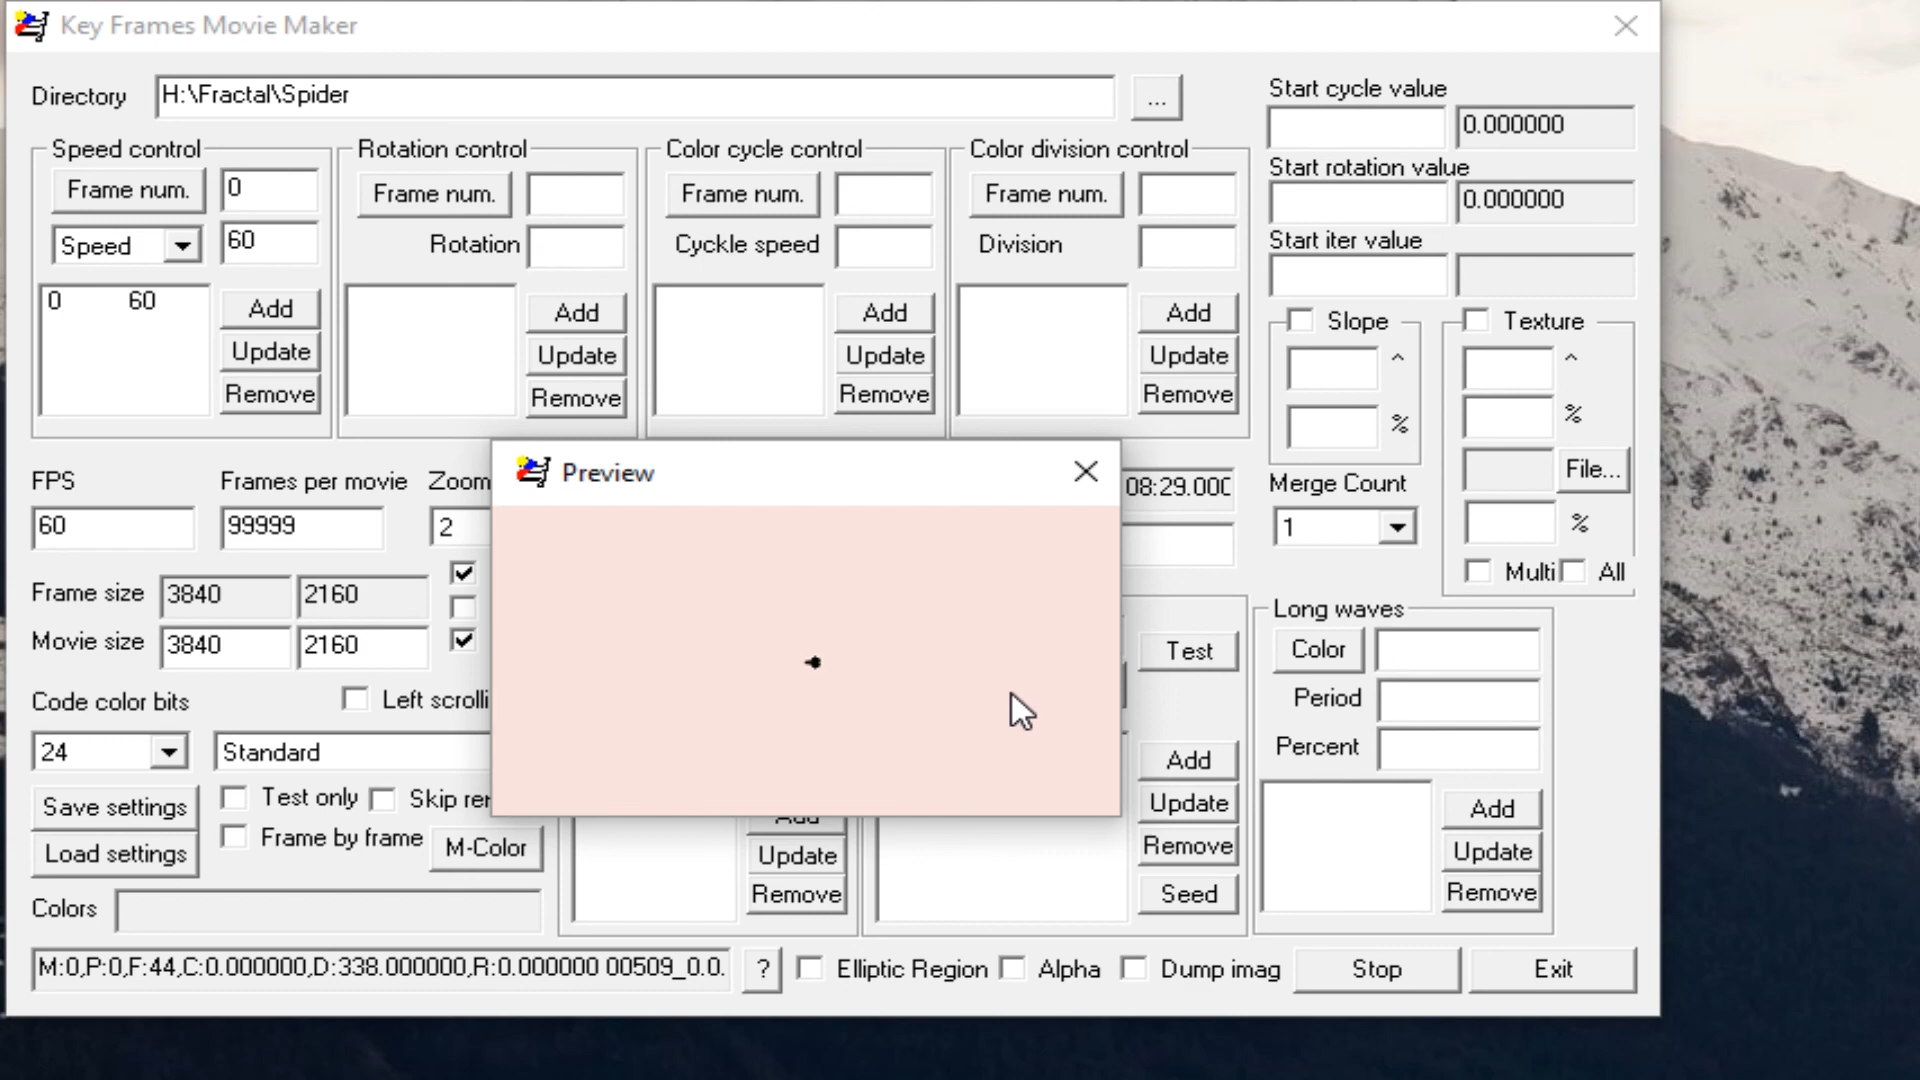 Key Frames Movie Maker
Directory H:\Fractal\Spider ...
Start cycle value
0.000000
Start rotation value
0.000000
Start iter value
Speed control
Frame num. 0
Speed 60
0 60
Add
Update
Remove
Rotation control
Frame num.
Rotation
Add
Update
Remove
Color cycle control
Frame num.
Cyckle speed
Add
Update
Remove
Color division control
Frame num.
Division
Add
Update
Remove
Slope
^
%
Texture
^
%
File...
%
Multi All
Merge Count
1
FPS
60
Frames per movie
99999
Zoom
2
08:29.000
Preview
Frame size 3840 2160
Movie size 3840 2160
Code color bits
Left scrolli
24
Standard
Save settings
Load settings
Test only Skip rer
Frame by frame M-Color
Colors
Add
Update
Remove
Test
Add
Update
Remove
Seed
Long waves
Color
Period
Percent
Add
Update
Remove
M:0,P:0,F:44,C:0.000000,D:338.000000,R:0.000000 00509_0.0.
? Elliptic Region Alpha Dump imag Stop Exit